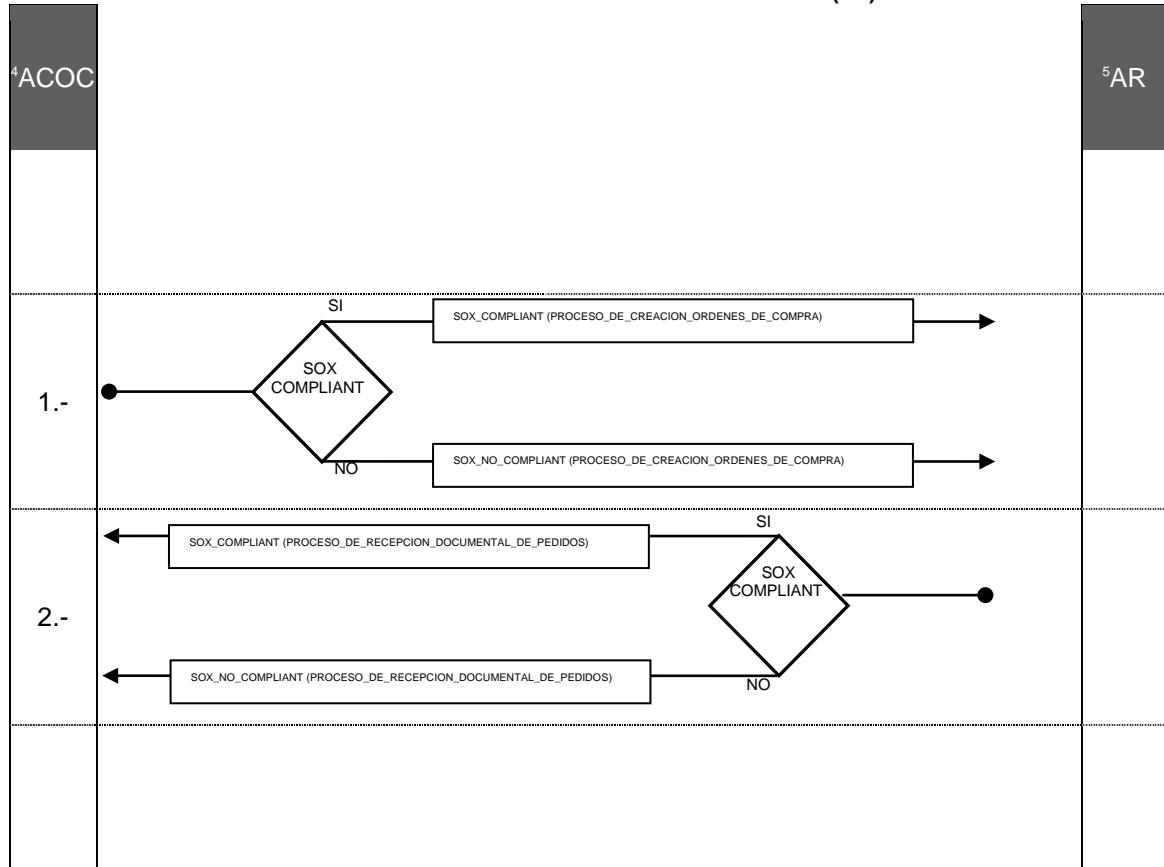 ⁴ACOC
⁵AR
1.-
SI
SOX_COMPLIANT (PROCESO_DE_CREACION_ORDENES_DE_COMPRA)
SOX
COMPLIANT
NO
SOX_NO_COMPLIANT (PROCESO_DE_CREACION_ORDENES_DE_COMPRA)
2.-
SI
SOX_COMPLIANT (PROCESO_DE_RECEPCION_DOCUMENTAL_DE_PEDIDOS)
SOX
COMPLIANT
NO
SOX_NO_COMPLIANT (PROCESO_DE_RECEPCION_DOCUMENTAL_DE_PEDIDOS)